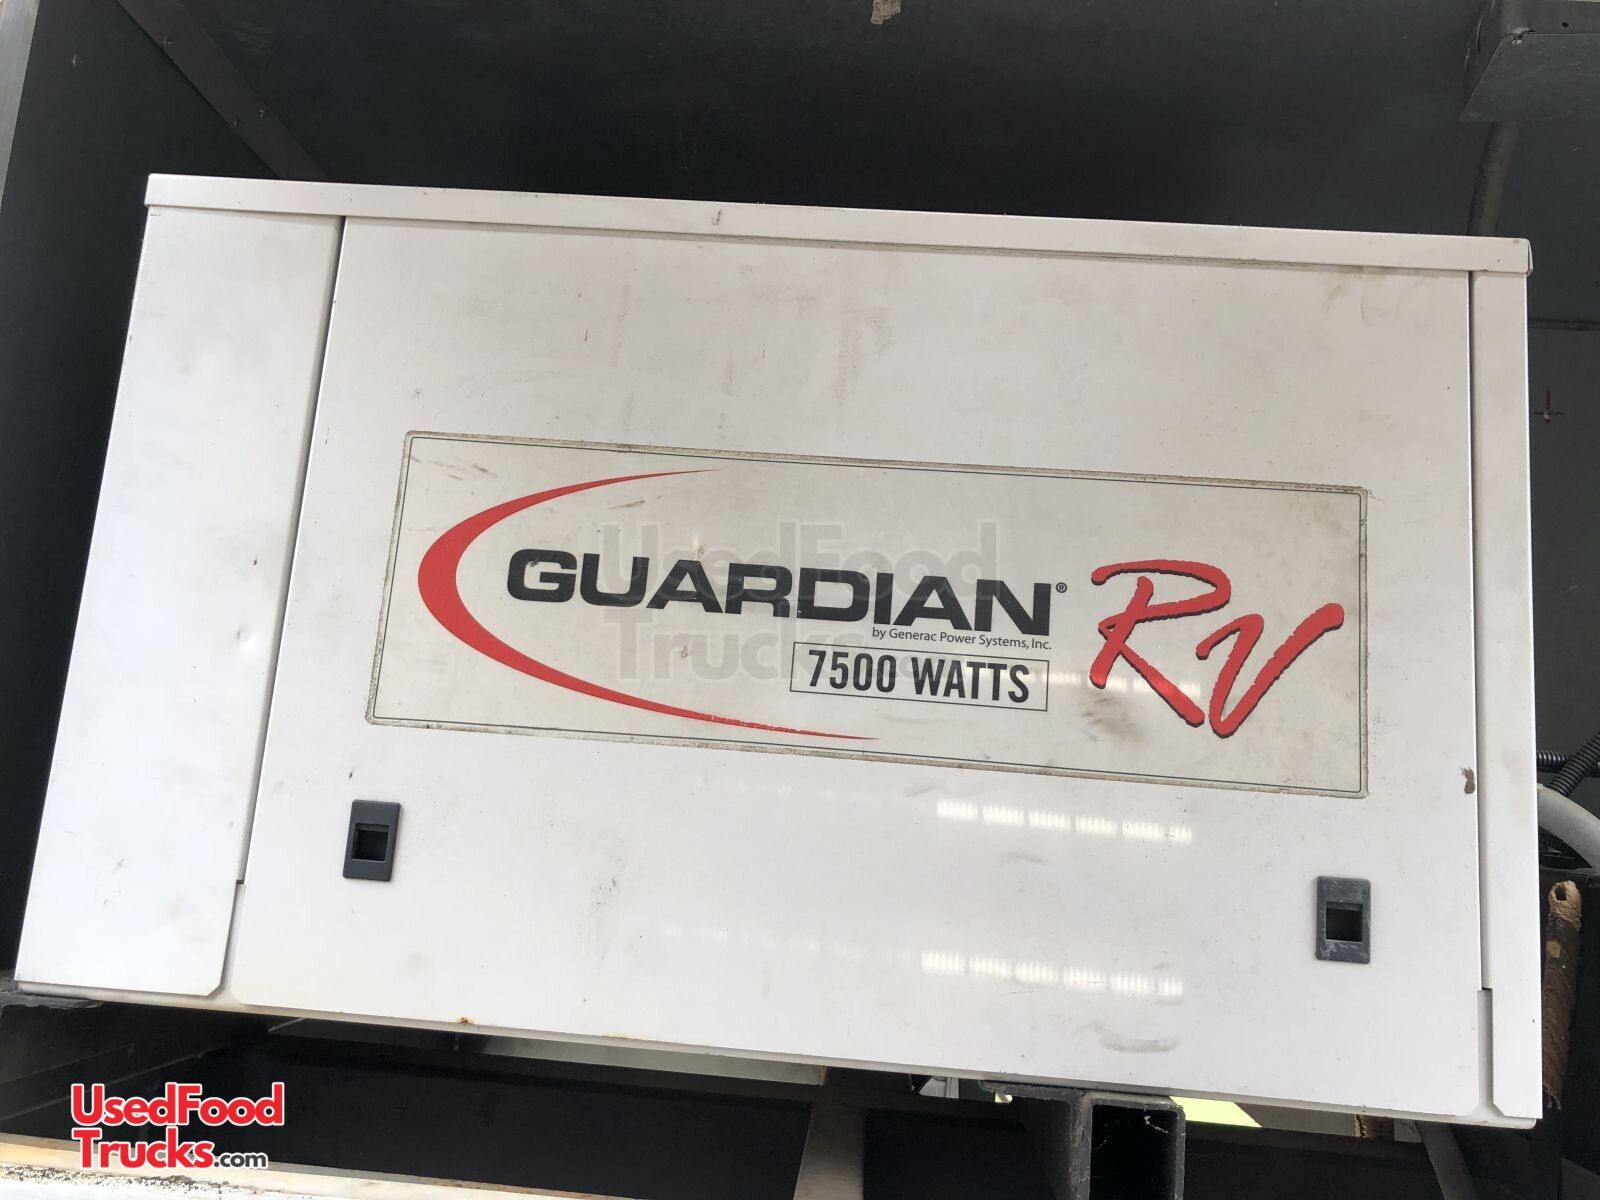 GUARDIAN® RV
by Generac Power Systems, Inc.
7500 WATTS
UsedFood
Trucks.com
UsedFood
Trucks.com